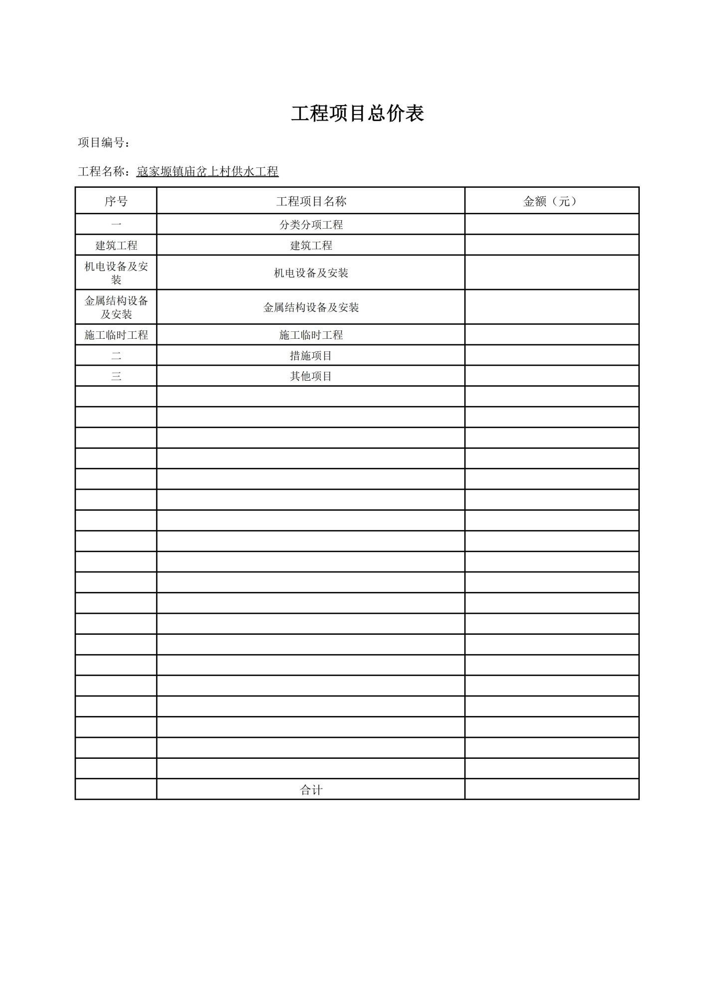 工程项目总价表
项目编号：
工程名称：寇家塬镇庙岔上村供水工程
序号 工程项目名称 金额（元）
一 分类分项工程
建筑工程 建筑工程
机电设备及安
装 机电设备及安装
金属结构设备
及安装 金属结构设备及安装
施工临时工程 施工临时工程
二 措施项目
三 其他项目
合计